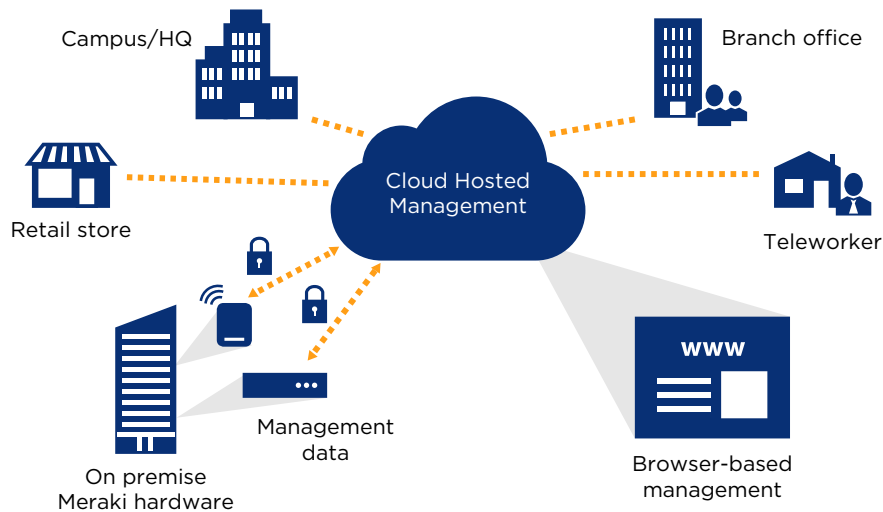 Campus/HQ
Branch office
Cloud Hosted
Management
Retail store
Teleworker
www
Management
data
On premise
Meraki hardware
Browser-based
management